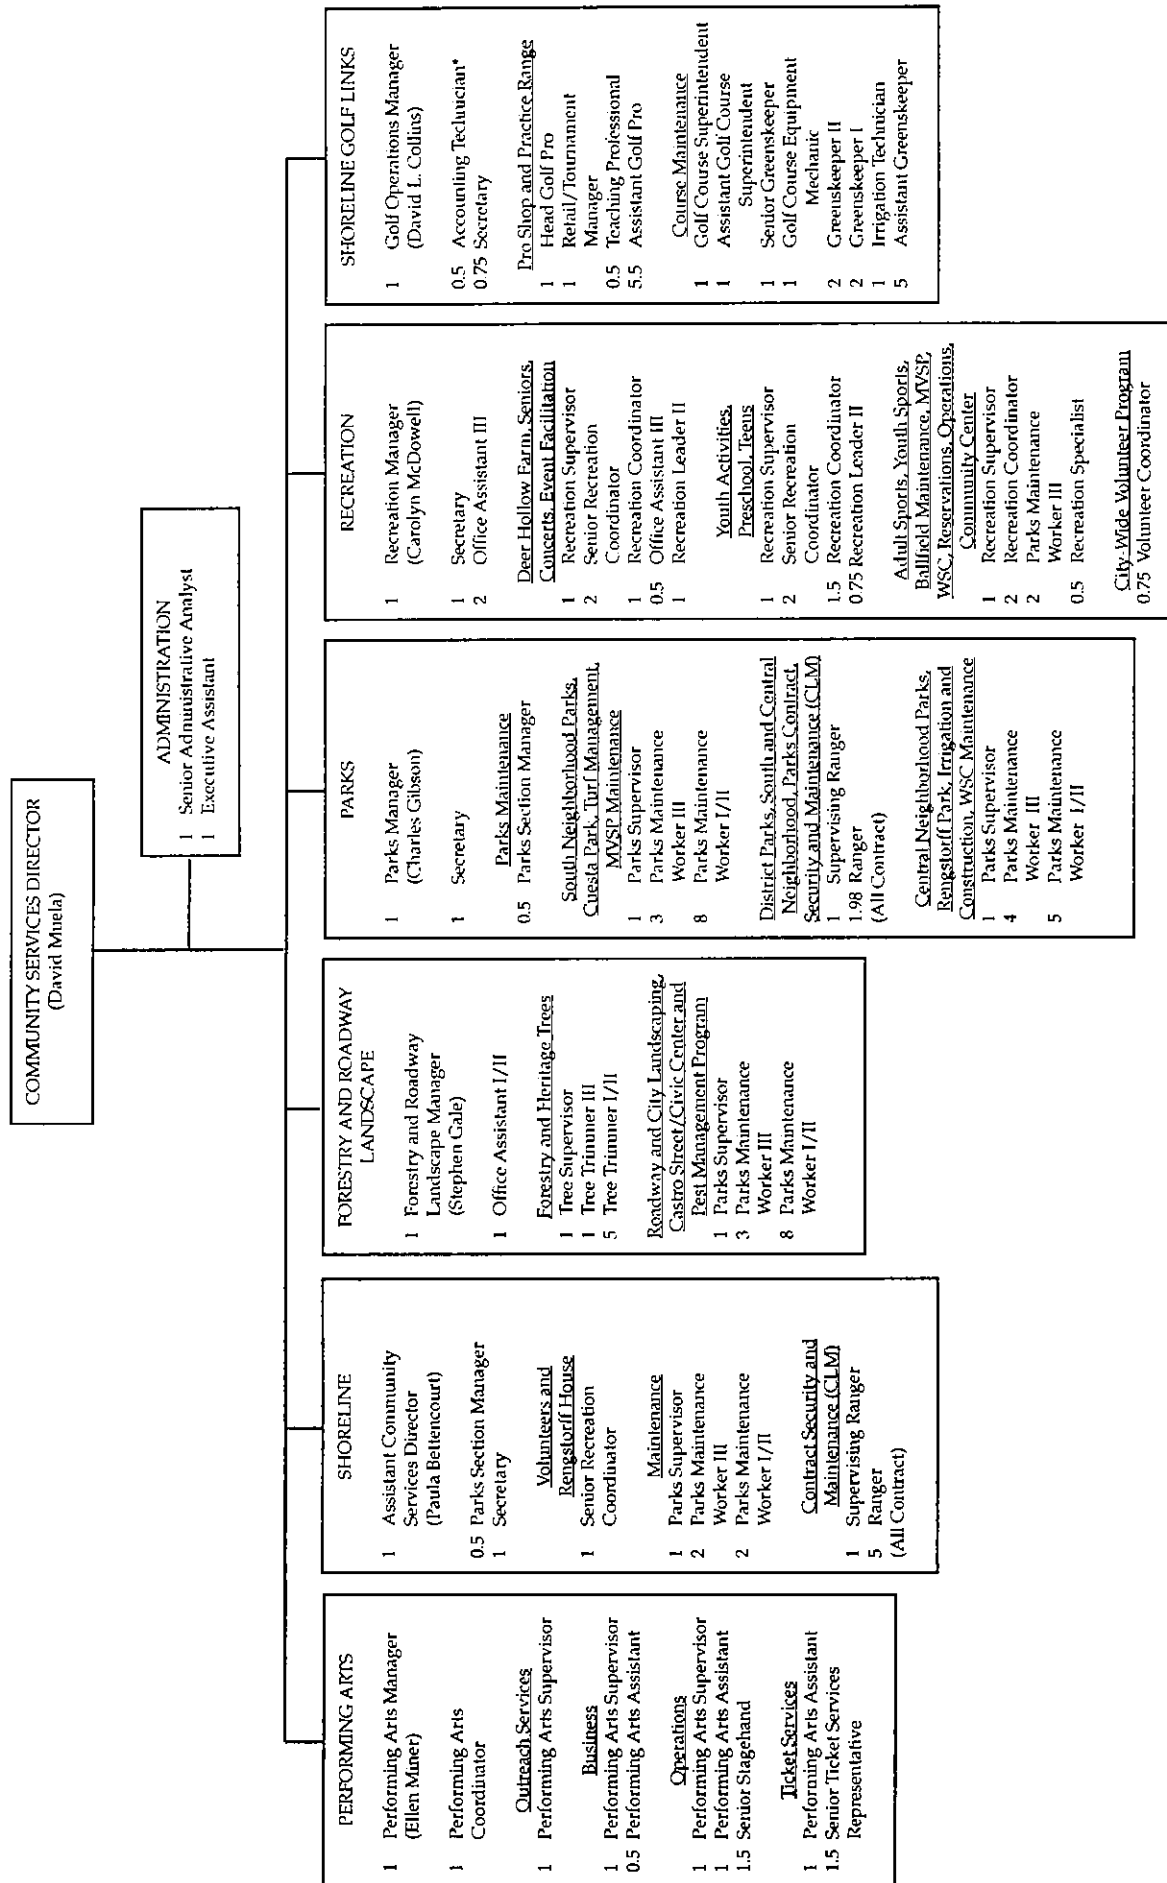 COMMUNITY SERVICES DIRECTOR
(David Muela)
ADMINISTRATION
1 Senior Administrative Analyst
1 Executive Assistant
PERFORMING ARTS
1 Performing Arts Manager
(Ellen Miner)
1 Performing Arts
Coordinator
Outreach Services
1 Performing Arts Supervisor
Business
1 Performing Arts Supervisor
0.5 Performing Arts Assistant
Operations
1 Performing Arts Supervisor
1 Performing Arts Assistant
1.5 Senior Stagehand
Ticket Services
1 Performing Arts Assistant
1.5 Senior Ticket Services
Representative
SHORELINE
1 Assistant Community
Services Director
(Paula Bettencourt)
0.5 Parks Section Manager
1 Secretary
Volunteers and
Rengstorff House
1 Senior Recreation
Coordinator
Maintenance
1 Parks Supervisor
2 Parks Maintenance
Worker III
2 Parks Maintenance
Worker I/II
Contract Security and
Maintenance (CLM)
1 Supervising Ranger
5 Ranger
(All Contract)
FORESTRY AND ROADWAY
LANDSCAPE
1 Forestry and Roadway
Landscape Manager
(Stephen Gale)
1 Office Assistant I/II
Forestry and Heritage Trees
1 Tree Supervisor
1 Tree Trimmer III
5 Tree Trimmer I/II
Roadway and City Landscaping,
Castro Street/Civic Center and
Pest Management Program
1 Parks Supervisor
3 Parks Maintenance
Worker III
8 Parks Maintenance
Worker I/II
PARKS
1 Parks Manager
(Charles Gibson)
1 Secretary
Parks Maintenance
0.5 Parks Section Manager
South Neighborhood Parks,
Cuesta Park, Turf Management,
MVSP Maintenance
1 Parks Supervisor
3 Parks Maintenance
Worker III
8 Parks Maintenance
Worker I/II
District Parks, South and Central
Neighborhood, Parks Contract,
Security and Maintenance (CLM)
1 Supervising Ranger
1.98 Ranger
(All Contract)
Central Neighborhood Parks,
Rengstorff Park, Irrigation and
Construction, WSC Maintenance
1 Parks Supervisor
4 Parks Maintenance
Worker III
5 Parks Maintenance
Worker I/II
RECREATION
1 Recreation Manager
(Carolyn McDowell)
1 Secretary
2 Office Assistant III
Deer Hollow Farm, Seniors,
Concerts, Event Facilitation
1 Recreation Supervisor
2 Senior Recreation
Coordinator
1 Recreation Coordinator
0.5 Office Assistant III
1 Recreation Leader II
Youth Activities,
Preschool, Teens
1 Recreation Supervisor
2 Senior Recreation
Coordinator
1.5 Recreation Coordinator
0.75 Recreation Leader II
Adult Sports, Youth Sports,
Ballfield Maintenance, MVSP,
WSC, Reservations, Operations,
Community Center
1 Recreation Supervisor
2 Recreation Coordinator
2 Parks Maintenance
Worker III
0.5 Recreation Specialist
City-Wide Volunteer Program
0.75 Volunteer Coordinator
SHORELINE GOLF LINKS
1 Golf Operations Manager
(David L. Collins)
0.5 Accounting Technician*
0.75 Secretary
Pro Shop and Practice Range
1 Head Golf Pro
1 Retail/Tournament
Manager
0.5 Teaching Professional
5.5 Assistant Golf Pro
Course Maintenance
1 Golf Course Superintendent
1 Assistant Golf Course
Superintendent
1 Senior Greenskeeper
1 Golf Course Equipment
Mechanic
2 Greenskeeper II
2 Greenskeeper I
1 Irrigation Technician
5 Assistant Greenskeeper